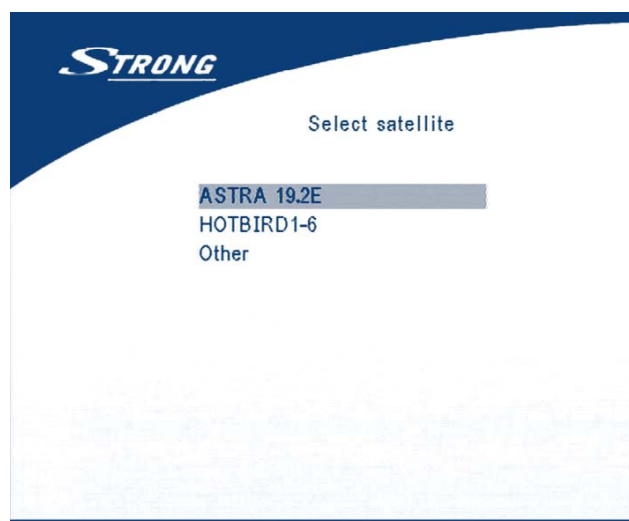 STRONG
Select satellite
ASTRA 19.2E
HOTBIRD1-6
Other